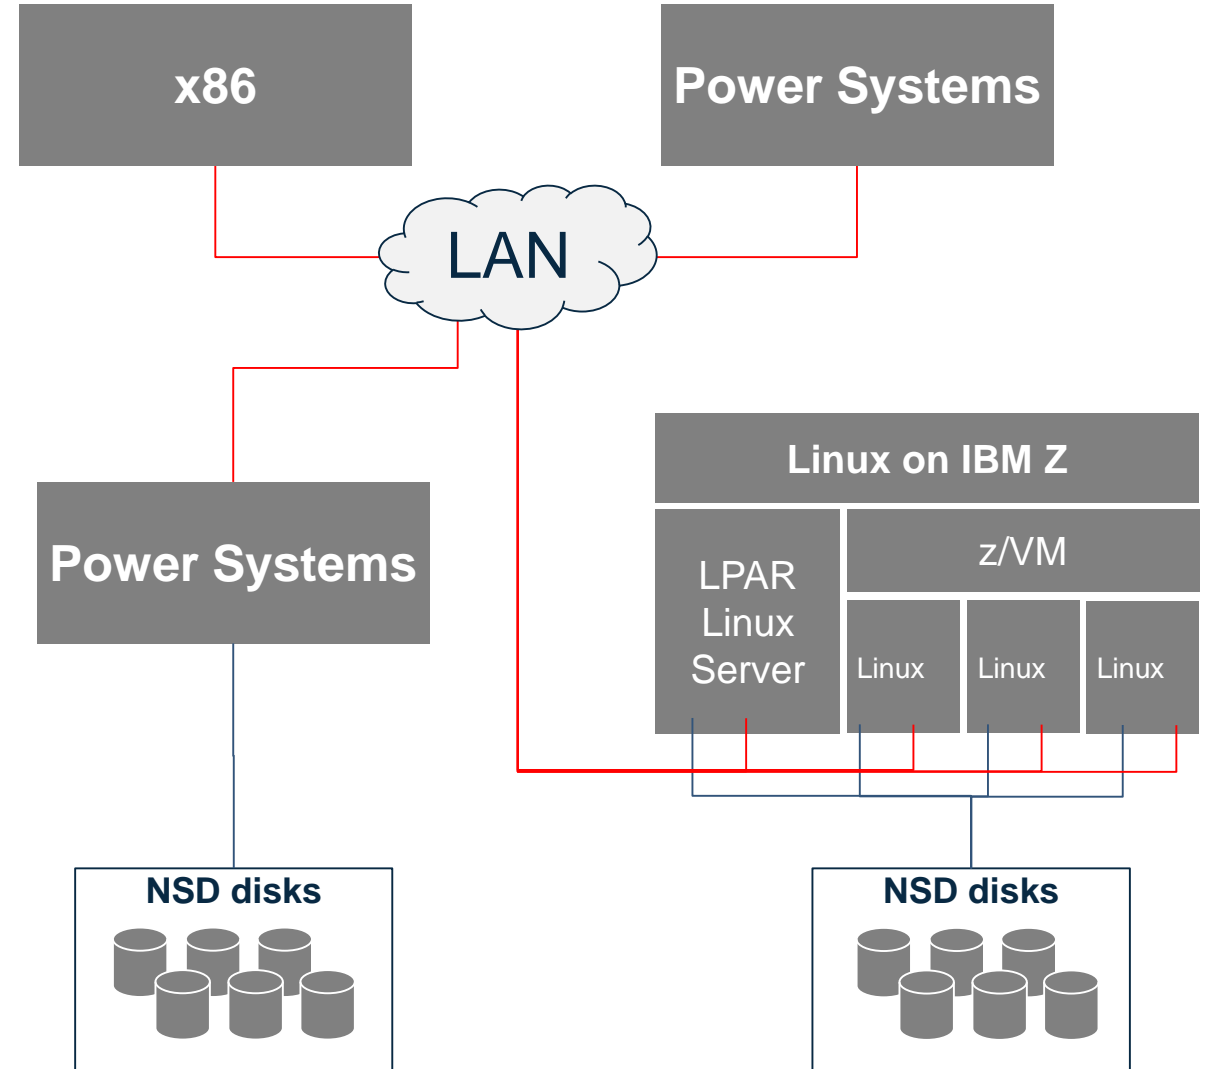 x86
Power Systems
LAN
Linux on IBM Z
Power Systems
z/VM
LPAR
Linux
Server
Linux
Linux
Linux
NSD disks
NSD disks